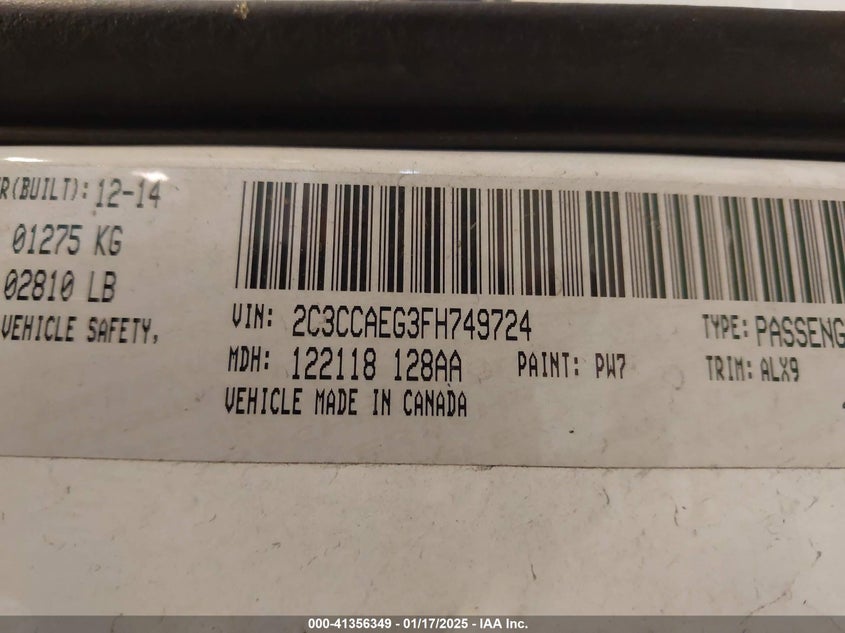 R(BUILT): 12-14
01275 KG
02810 LB
VEHICLE SAFETY,
VIN: 2C3CCAEG3FH749724 TYPE: PASSENG
MDH: 122118 128AA PAINT: PW7 TRIM: ALX9
VEHICLE MADE IN CANADA
000-41356349 | 01/17/2025 - IAA Inc.